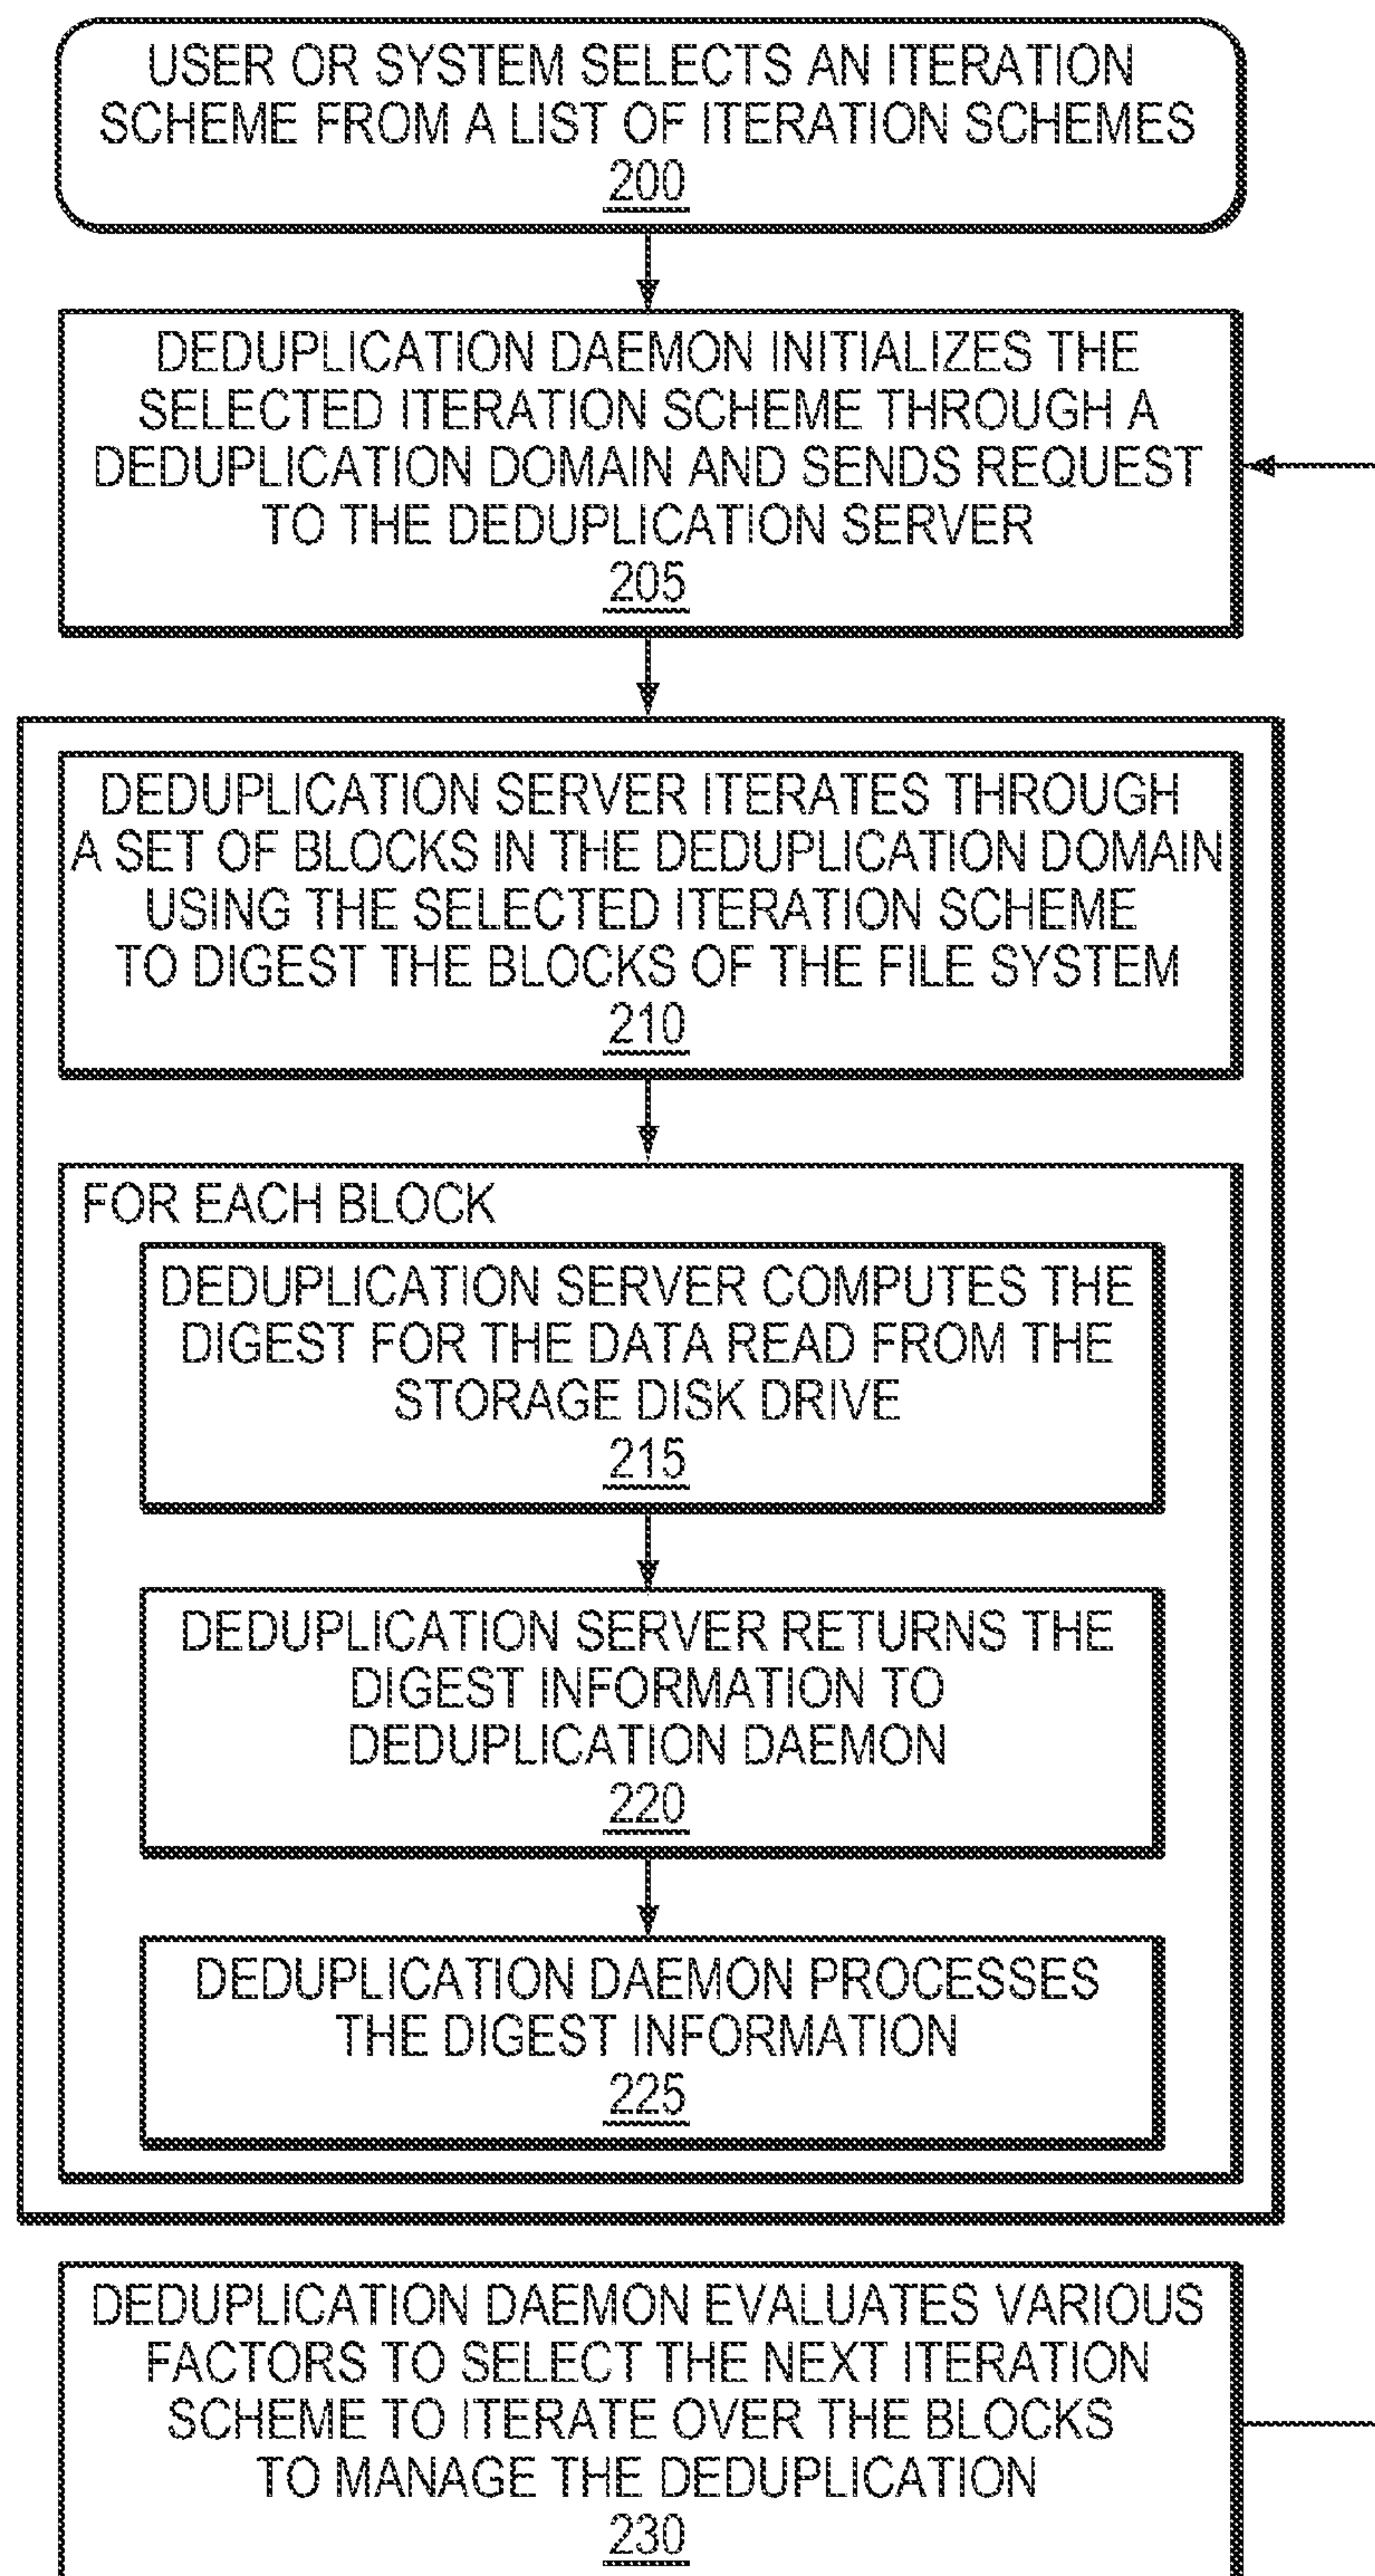 USER OR SYSTEM SELECTS AN ITERATION
SCHEME FROM A LIST OF ITERATION SCHEMES
200
DEDUPLICATION DAEMON INITIALIZES THE
SELECTED ITERATION SCHEME THROUGH A
DEDUPLICATION DOMAIN AND SENDS REQUEST
TO THE DEDUPLICATION SERVER
205
DEDUPLICATION SERVER ITERATES THROUGH
A SET OF BLOCKS IN THE DEDUPLICATION DOMAIN
USING THE SELECTED ITERATION SCHEME
TO DIGEST THE BLOCKS OF THE FILE SYSTEM
210
FOR EACH BLOCK
DEDUPLICATION SERVER COMPUTES THE
DIGEST FOR THE DATA READ FROM THE
STORAGE DISK DRIVE
215
DEDUPLICATION SERVER RETURNS THE
DIGEST INFORMATION TO
DEDUPLICATION DAEMON
220
DEDUPLICATION DAEMON PROCESSES
THE DIGEST INFORMATION
225
DEDUPLICATION DAEMON EVALUATES VARIOUS
FACTORS TO SELECT THE NEXT ITERATION
SCHEME TO ITERATE OVER THE BLOCKS
TO MANAGE THE DEDUPLICATION
230